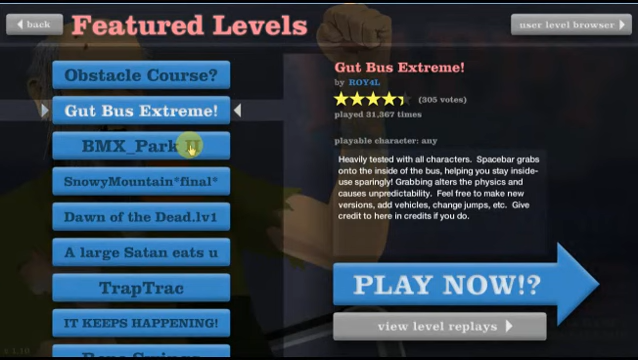 back
Featured Levels
user level browser
Obstacle Course?
Gut Bus Extreme!
BMX_Park II
SnowyMountain*final*
Dawn of the Dead.lv1
A large Satan eats u
TrapTrac
IT KEEPS HAPPENING!
Gut Bus Extreme!
by ROY4L
(305 votes)
played 31,367 times
playable character: any
Heavily tested with all characters. Spacebar grabs
onto the inside of the bus, helping you stay inside-
use sparingly! Grabbing alters the physics and
causes unpredictability. Feel free to make new
versions, add vehicles, change jumps, etc. Give
credit to here in credits if you do.
PLAY NOW!?
view level replays